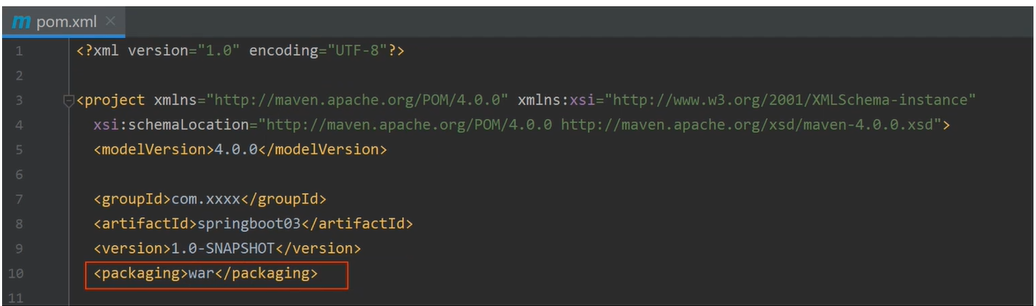 m pom.xml ×
1 <?xml version="1.0" encoding="UTF-8"?>
2
3 <project xmlns="http://maven.apache.org/POM/4.0.0" xmlns:xsi="http://www.w3.org/2001/XMLSchema-instance"
4 xsi:schemaLocation="http://maven.apache.org/POM/4.0.0 http://maven.apache.org/xsd/maven-4.0.0.xsd">
5 <modelVersion>4.0.0</modelVersion>
6
7 <groupId>com.xxxx</groupId>
8 <artifactId>springboot03</artifactId>
9 <version>1.0-SNAPSHOT</version>
10 <packaging>war</packaging>
11